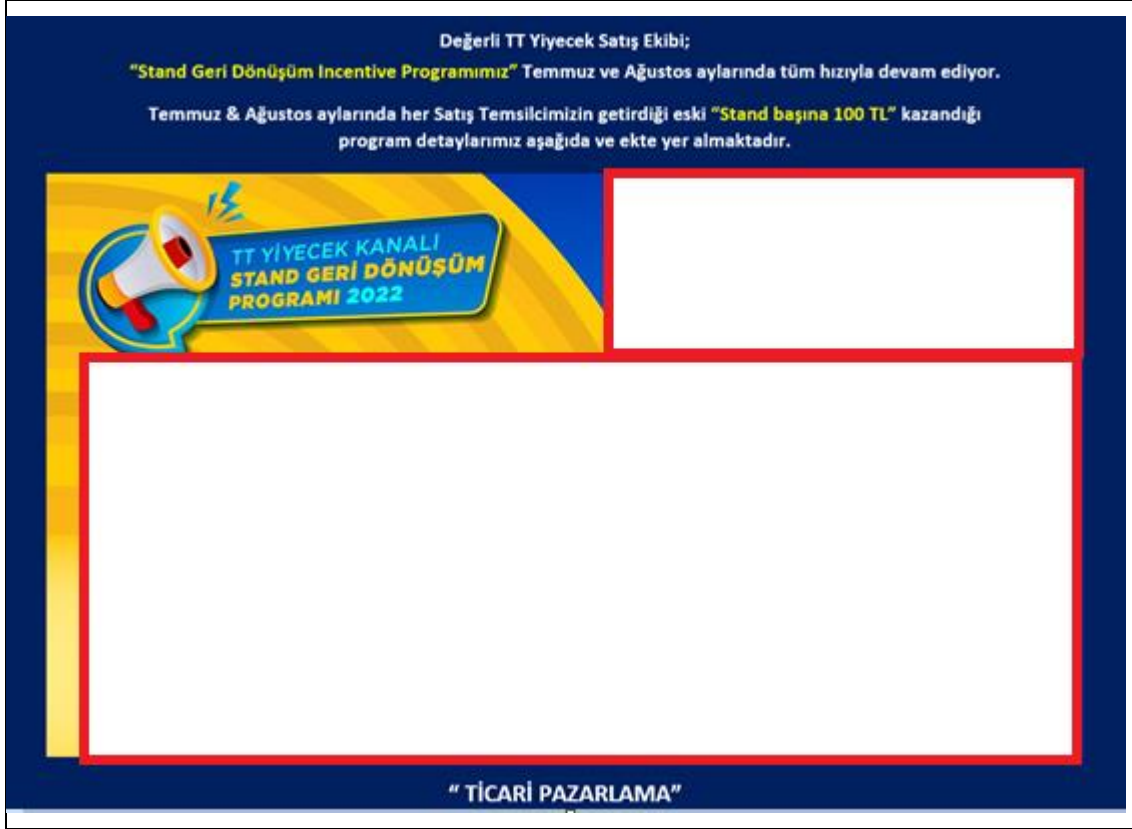 Değerli TT Yiyecek Satış Ekibi;
“Stand Geri Dönüşüm Incentive Programımız” Temmuz ve Ağustos aylarında tüm hızıyla devam ediyor.
Temmuz & Ağustos aylarında her Satış Temsilcimizin getirdiği eski “Stand başına 100 TL” kazandığı
program detaylarımız aşağıda ve ekte yer almaktadır.
TT YİYECEK KANALI
STAND GERİ DÖNÜŞÜM
PROGRAMI 2022
“ TİCARİ PAZARLAMA”